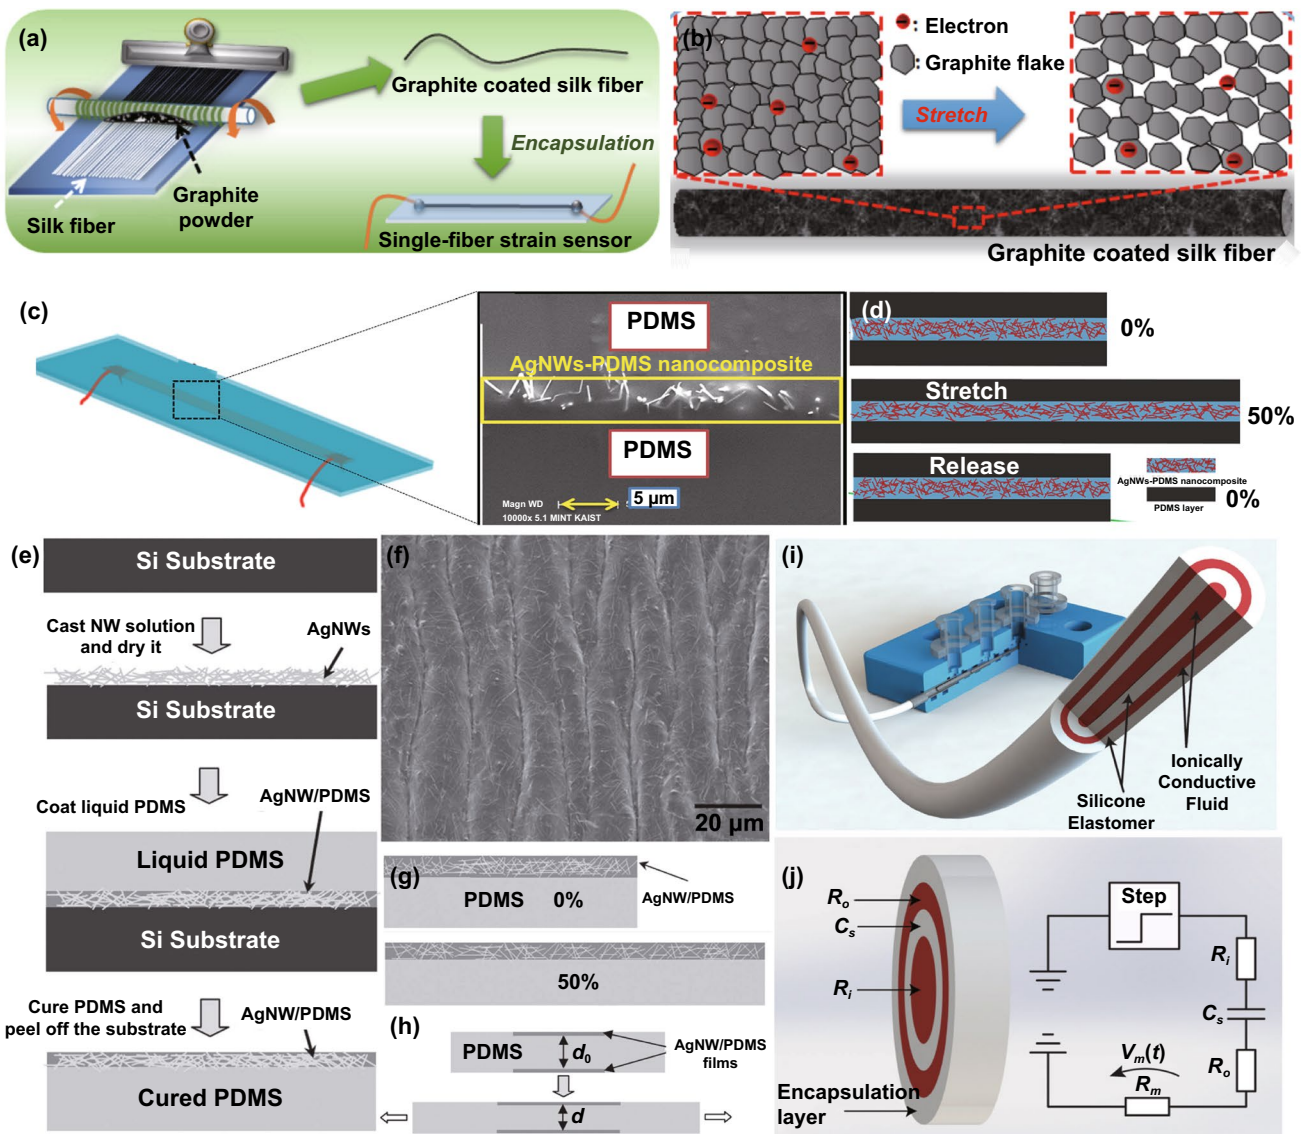 (a)
Graphite coated silk fiber
Encapsulation
Graphite
powder
Silk fiber
Single-fiber strain sensor
(b)
Electron
: Graphite flake
Stretch
Graphite coated silk fiber
(c)
PDMS
AgNWs-PDMS nanocomposite
PDMS
5 µm
Magn WD
10000x 5.1 MINT KAIST
(d)
0%
Stretch
50%
Release
AgNWs-PDMS nanocomposite
PDMS layer
0%
(e)
Si Substrate
Cast NW solution
and dry it
AgNWs
Si Substrate
Coat liquid PDMS
AgNW/PDMS
Liquid PDMS
Si Substrate
Cure PDMS and
peel off the substrate
AgNW/PDMS
Cured PDMS
(f)
20 µm
(g)
PDMS 0%
AgNW/PDMS
50%
(h)
PDMS
d0
AgNW/PDMS
films
d
(i)
Ionically
Conductive
Fluid
Silicone
Elastomer
(j)
Ro
Cs
Ri
Encapsulation
layer
Step
Ri
Cs
Ro
Vm(t)
Rm